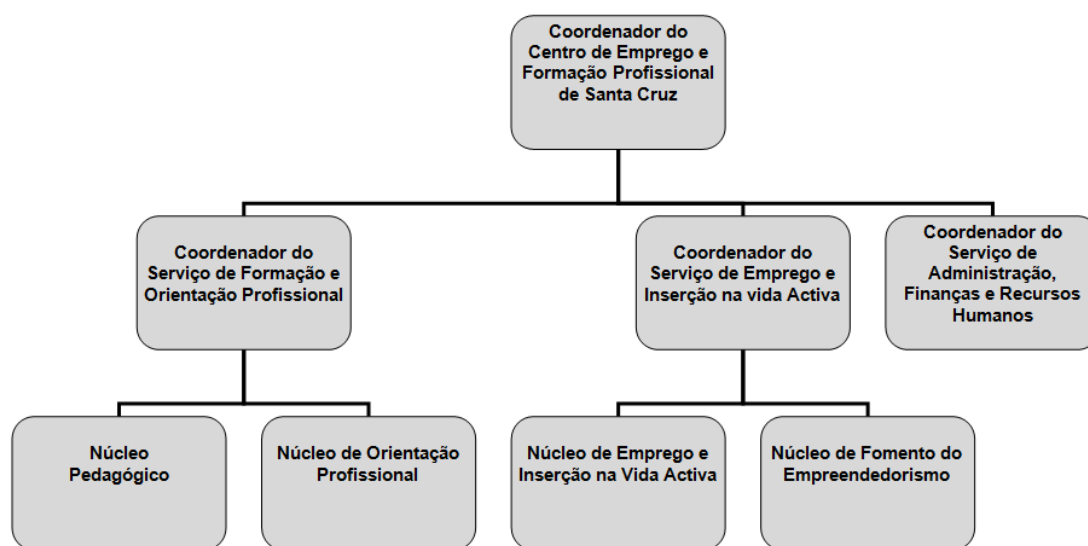 Coordenador do
Centro de Emprego e
Formação Profissional
de Santa Cruz
Coordenador do
Serviço de Formação e
Orientação Profissional
Coordenador do
Serviço de Emprego e
Inserção na vida Activa
Coordenador do
Serviço de
Administração,
Finanças e Recursos
Humanos
Núcleo
Pedagógico
Núcleo de Orientação
Profissional
Núcleo de Emprego e
Inserção na Vida Activa
Núcleo de Fomento do
Empreendedorismo